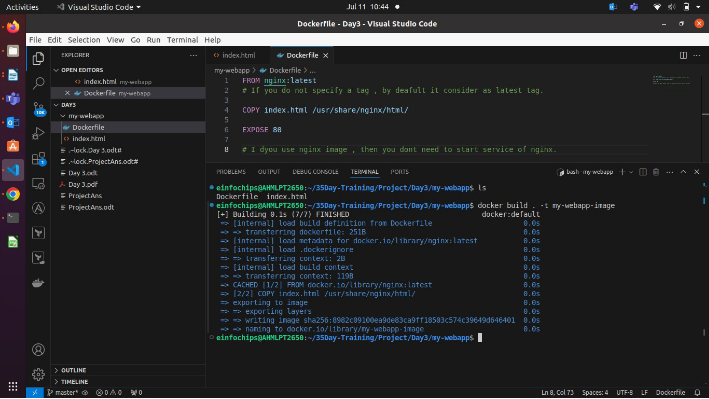 Activities
Visual Studio Code
Jul 11 10:44
Dockerfile - Day3 - Visual Studio Code
File Edit Selection View Go Run Terminal Help
EXPLORER
OPEN EDITORS
index.html my-webapp
Dockerfile my-webapp
DAY3
my-webapp
Dockerfile
index.html
.~lock.Day 3.odt#
.~lock.ProjectAns.odt#
Day 3.odt
Day 3.pdf
ProjectAns
ProjectAns.odt
OUTLINE
TIMELINE
index.html
Dockerfile
my-webapp > Dockerfile > ...
1 FROM nginx:latest
2 # If you do not specify a tag , by deafult it consider as latest tag.
3
4 COPY index.html /usr/share/nginx/html/
5
6 EXPOSE 80
7
8 # I dyou use nginx image , then you dont need to start service of nginx.
PROBLEMS OUTPUT DEBUG CONSOLE TERMINAL PORTS
bash - my-webapp
einfochips@AHMLPT2650:~/35Day-Training/Project/Day3/my-webapp$ ls
Dockerfile index.html
einfochips@AHMLPT2650:~/35Day-Training/Project/Day3/my-webapp$ docker build . -t my-webapp-image
[+] Building 0.1s (7/7) FINISHED docker:default
=> [internal] load build definition from Dockerfile 0.0s
=> => transferring dockerfile: 251B 0.0s
=> [internal] load metadata for docker.io/library/nginx:latest 0.0s
=> [internal] load .dockerignore 0.0s
=> => transferring context: 2B 0.0s
=> [internal] load build context 0.0s
=> => transferring context: 119B 0.0s
=> CACHED [1/2] FROM docker.io/library/nginx:latest 0.0s
=> [2/2] COPY index.html /usr/share/nginx/html/ 0.0s
=> exporting to image 0.0s
=> => exporting layers 0.0s
=> => writing image sha256:8982c09100ea9de83ca9ff18503c574c39649d646401 0.0s
=> => naming to docker.io/library/my-webapp-image 0.0s
einfochips@AHMLPT2650:~/35Day-Training/Project/Day3/my-webapp$
master* 0 0 0 Ln 8, Col 73 Spaces: 4 UTF-8 LF Dockerfile